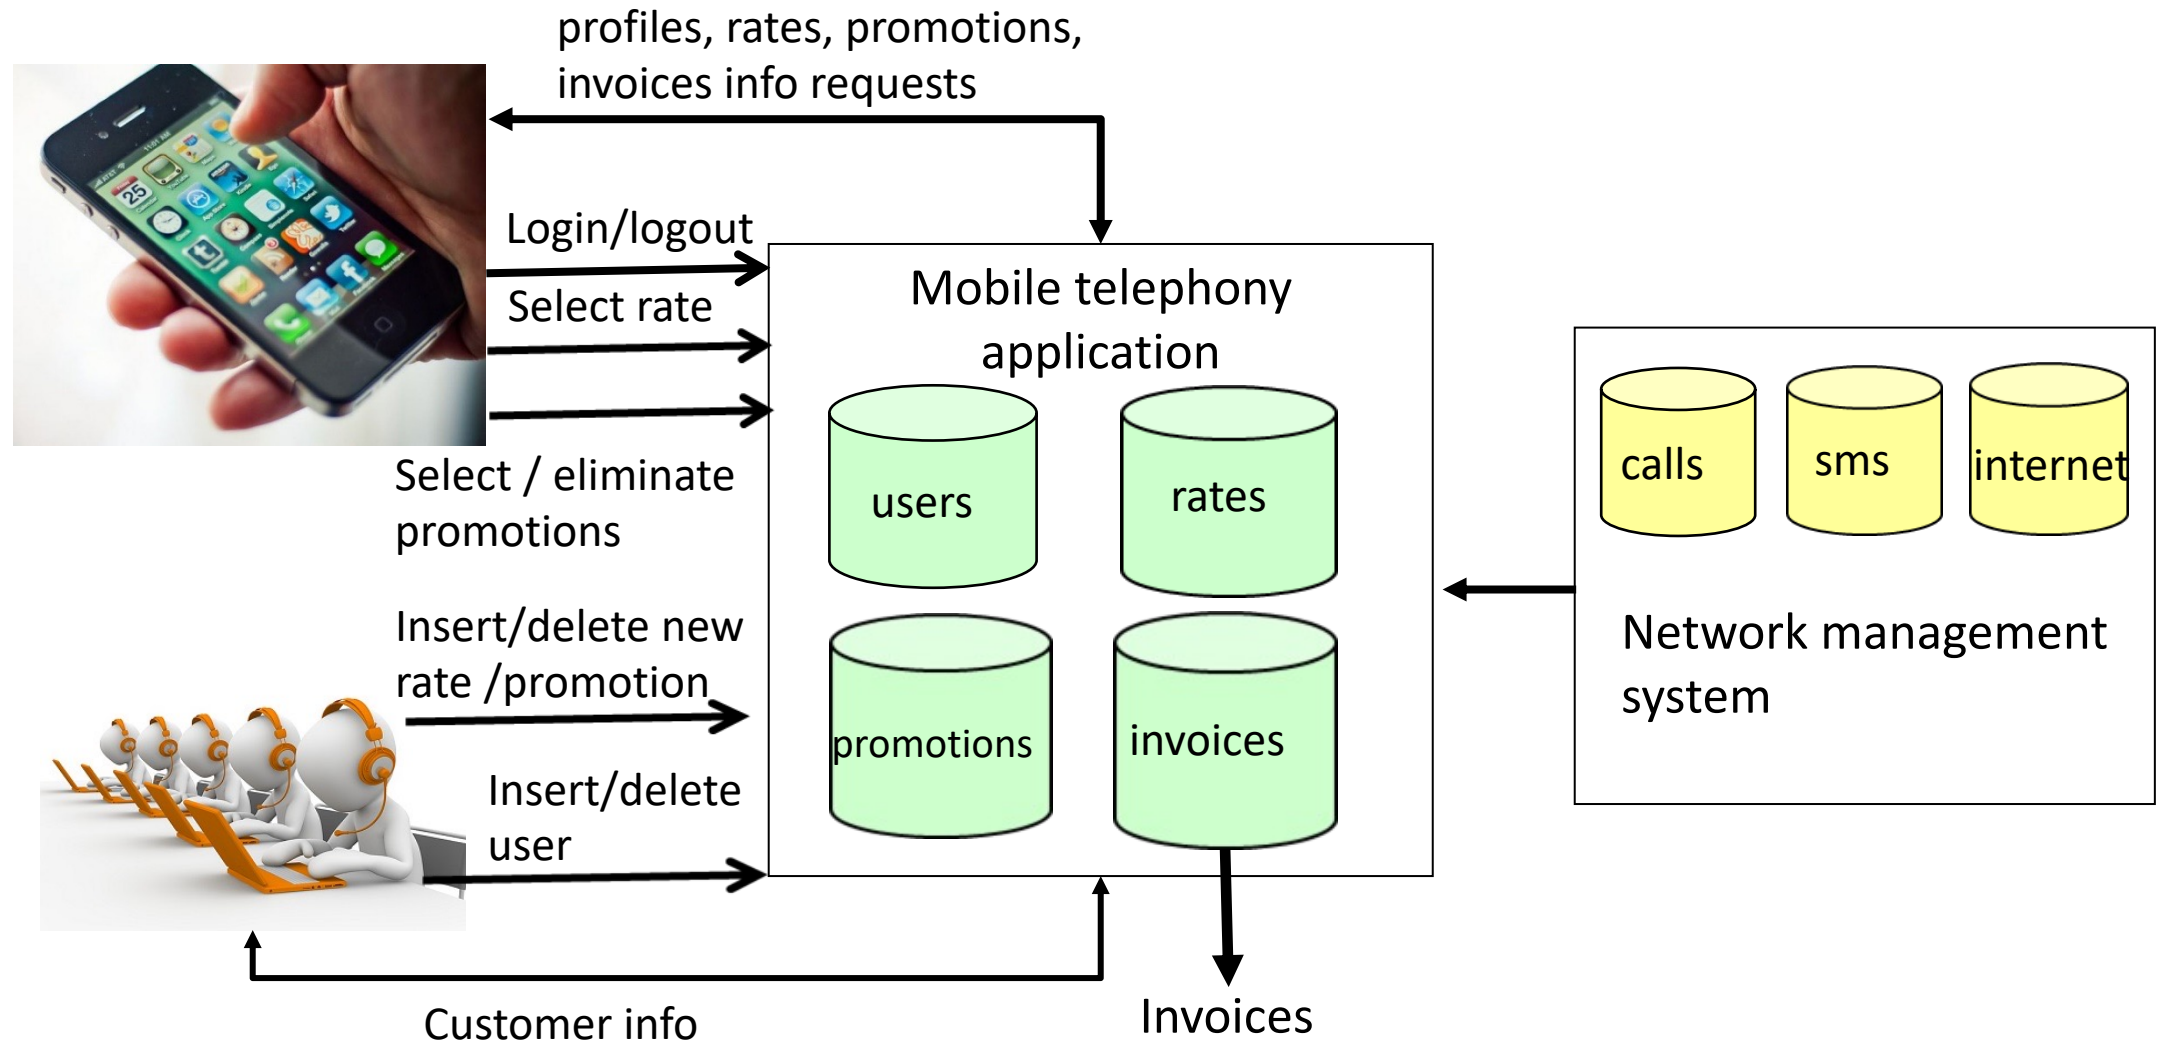 profiles, rates, promotions,
invoices info requests
Login/logout
Select rate
Select / eliminate
promotions
Insert/delete new
rate /promotion
Insert/delete
user
Customer info
Mobile telephony
application
users
rates
promotions
invoices
Invoices
calls
sms
internet
Network management
system
25